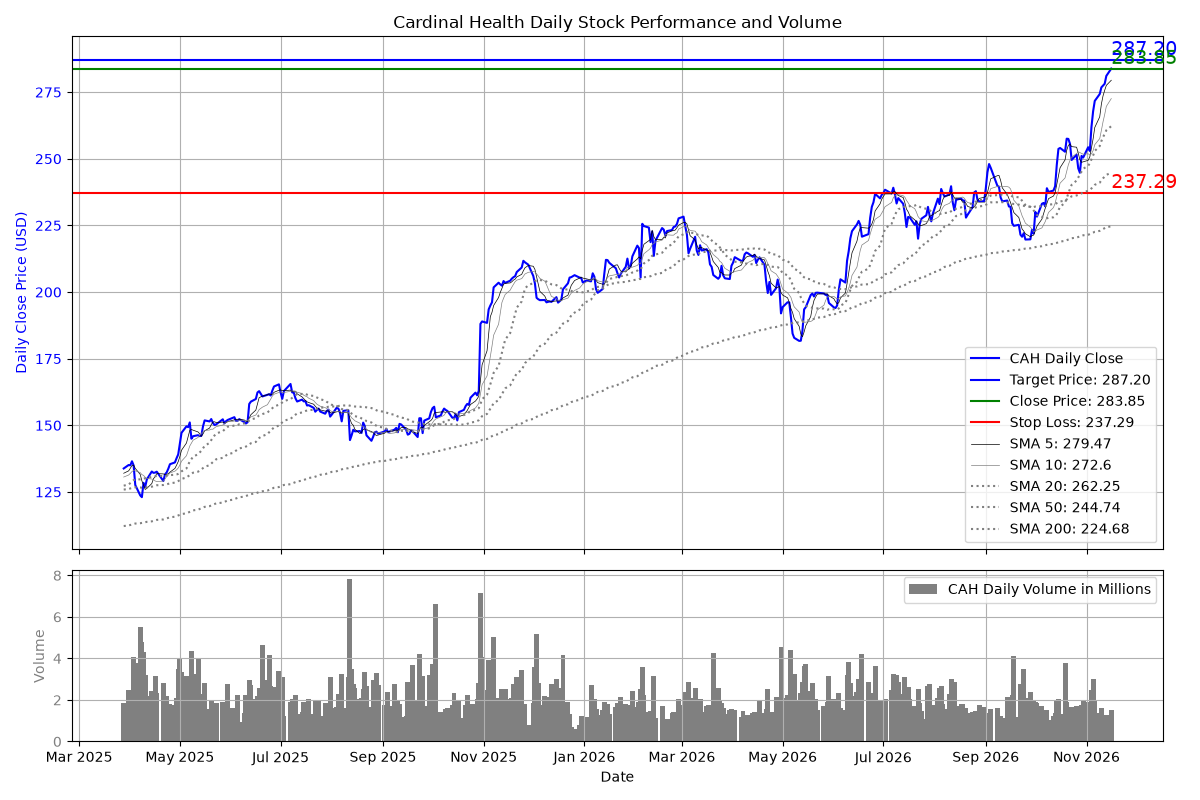 Cardinal Health Daily Stock Performance and Volume
287.20
283.85
275
250
237.29
225
200
175
150
125
Daily Close Price (USD)
CAH Daily Close
Target Price: 287.20
Close Price: 283.85
Stop Loss: 237.29
SMA 5: 279.47
SMA 10: 272.6
SMA 20: 262.25
SMA 50: 244.74
SMA 200: 224.68
8
6
4
2
0
Volume
CAH Daily Volume in Millions
Mar 2025 May 2025 Jul 2025 Sep 2025 Nov 2025 Jan 2026 Mar 2026 May 2026 Jul 2026 Sep 2026 Nov 2026
Date